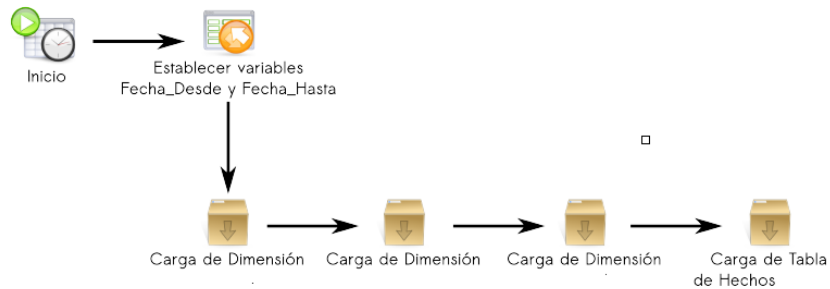 Inicio
Establecer variables
Fecha_Desde y Fecha_Hasta
Carga de Dimensión
Carga de Dimensión
Carga de Dimensión
Carga de Tabla
de Hechos